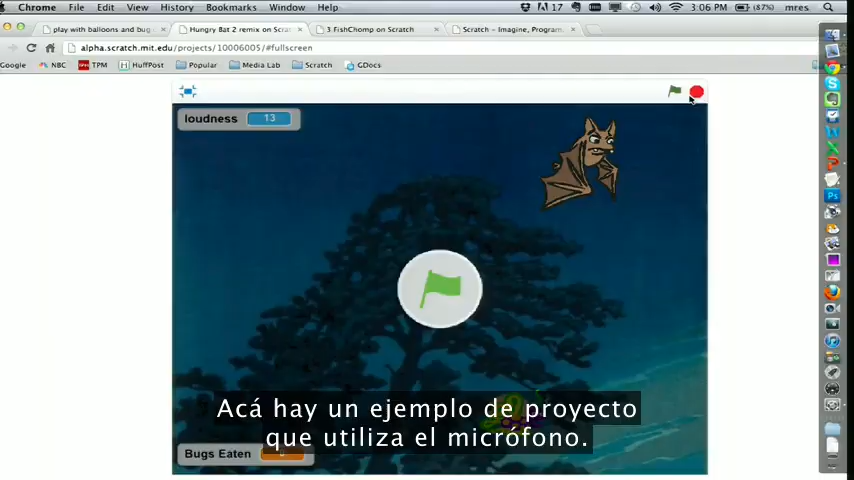 Chrome File Edit View History Bookmarks Window Help 17 3:06 PM (87%) mres
play with balloons and bug Hungry Bat 2 remix on Scrat 3 FishChomp on Scratch Scratch – Imagine, Program,
alpha.scratch.mit.edu/projects/10006005/#fullscreen
Google NBC TPM HuffPost Popular Media Lab Scratch GDocs
loudness 13
Acá hay un ejemplo de proyecto
que utiliza el micrófono.
Bugs Eaten